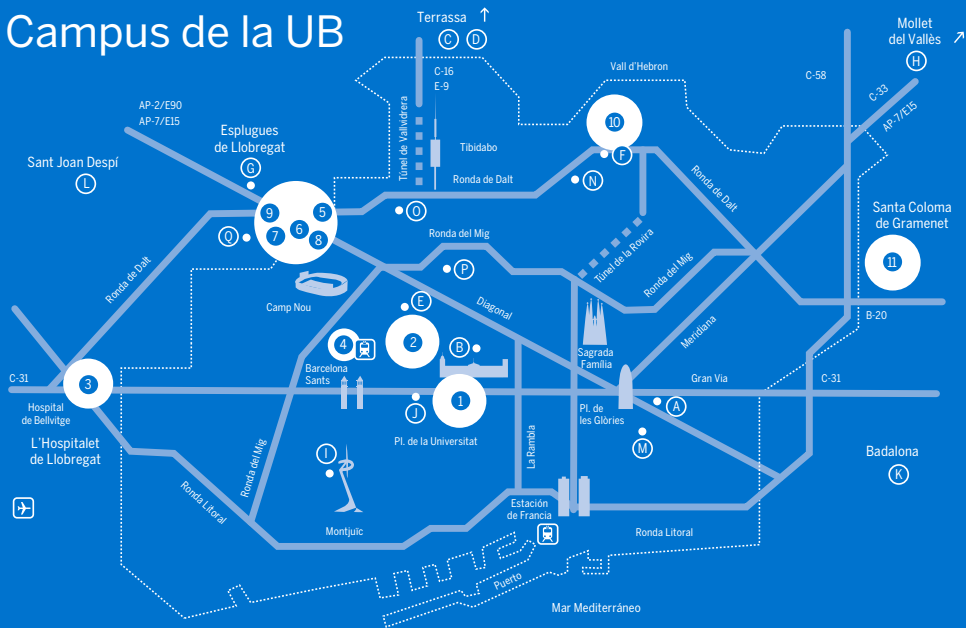 Campus de la UB
Terrassa ↑
C D
C-16
E-9
Túnel de Vallvidrera
Tibidabo
Vall d'Hebron
10
F
N
Mollet
del Vallès ↗
H
C-58
C-33
AP-7/E15
AP-2/E90
AP-7/E15
Esplugues
de Llobregat
G
Sant Joan Despí
L
9 5
6
7 8
Q
Ronda de Dalt
O
Ronda de Dalt
Ronda de Dalt
Santa Coloma
de Gramenet
11
Ronda del Mig
P
Túnel de la Rovira
Ronda del Mig
Camp Nou
E
Diagonal
Meridiana
B-20
4
2
B
Barcelona
Sants
Sagrada
Família
C-31
3
Hospital
de Bellvitge
L'Hospitalet
de Llobregat
J
1
Pl. de la Universitat
Pl. de
les Glòries
Gran Via
A
M
C-31
Badalona
K
Ronda del Mig
I
Montjuïc
La Rambla
Ronda Litoral
Estación
de Francia
Ronda Litoral
Puerto
Mar Mediterráneo